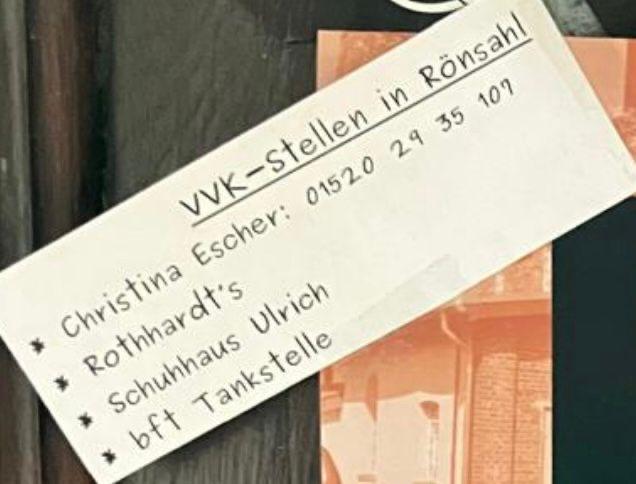 VVK-Stellen in Rönsahl
* Christina Escher: 01520 29 35 107
* Rothhardt's
* Schuhhaus Ulrich
* bft Tankstelle